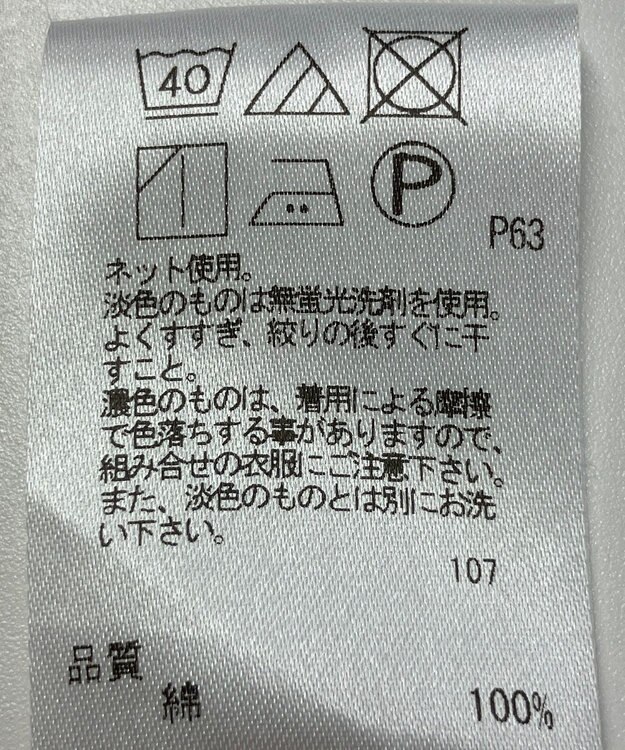 40
P
P63
ネット使用。
淡色のものは無蛍光洗剤を使用。
よくすすぎ、絞りの後すぐに干
すこと。
濃色のものは、着用による摩擦
で色落ちする事がありますので、
組み合せの衣服にご注意下さい。
また、淡色のものとは別にお洗
い下さい。
107
品質
綿 100%